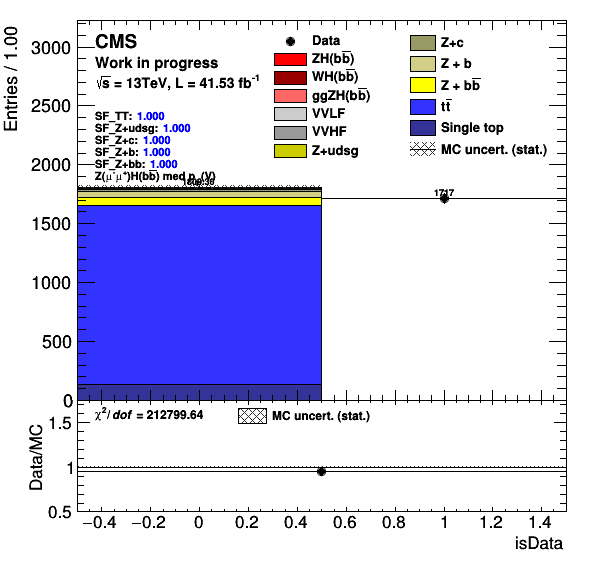 CMS
Work in progress
√s = 13TeV, L = 41.53 fb⁻¹
SF_TT: 1.000
SF_Z+udsg: 1.000
SF_Z+c: 1.000
SF_Z+b: 1.000
SF_Z+bb: 1.000
Z(μ⁻μ⁺)H(bb̅) med p (V)
Data
ZH(bb̅)
WH(bb̅)
ggZH(bb̅)
VVLF
VVHF
Z+udsg
Z+c
Z + b
Z + bb̅
tt̅
Single top
MC uncert. (stat.)
1717
Entries / 1.00
3000
2500
2000
1500
1000
500
0
χ²/dof = 212799.64
MC uncert. (stat.)
Data/MC
1.5
1
0.5
−0.4 −0.2 0 0.2 0.4 0.6 0.8 1 1.2 1.4
isData